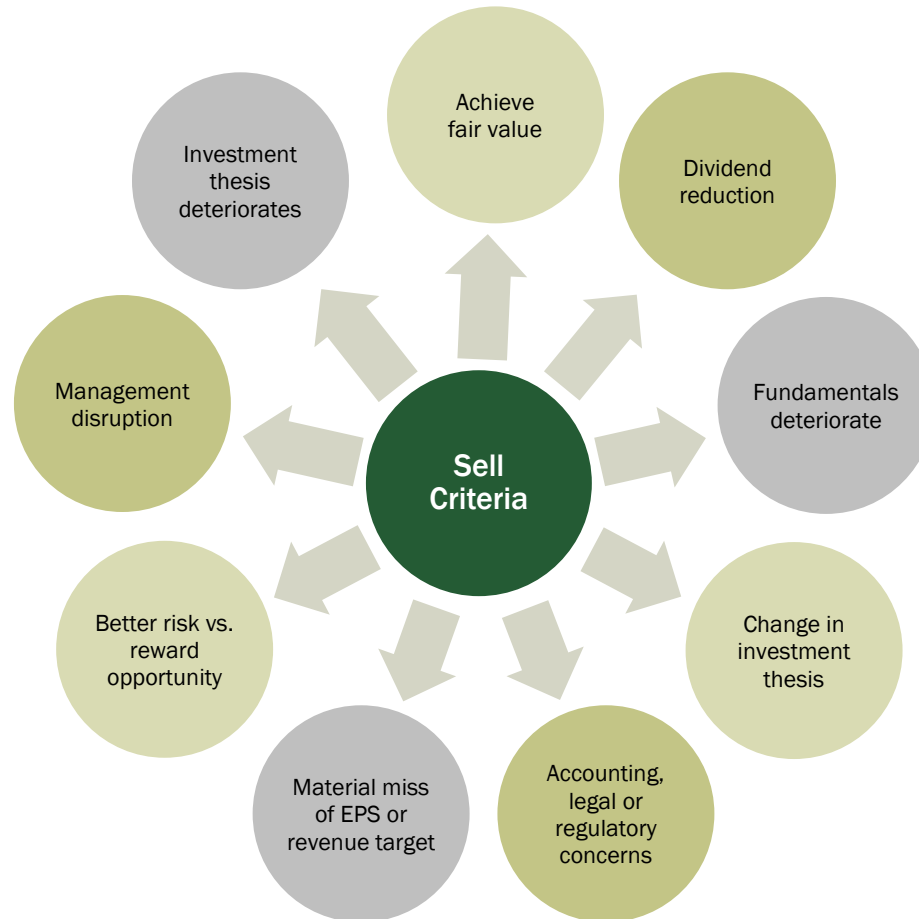 Achieve
fair value
Dividend
reduction
Fundamentals
deteriorate
Change in
investment
thesis
Accounting,
legal or
regulatory
concerns
Material miss
of EPS or
revenue target
Better risk vs.
reward
opportunity
Management
disruption
Investment
thesis
deteriorates
Sell
Criteria